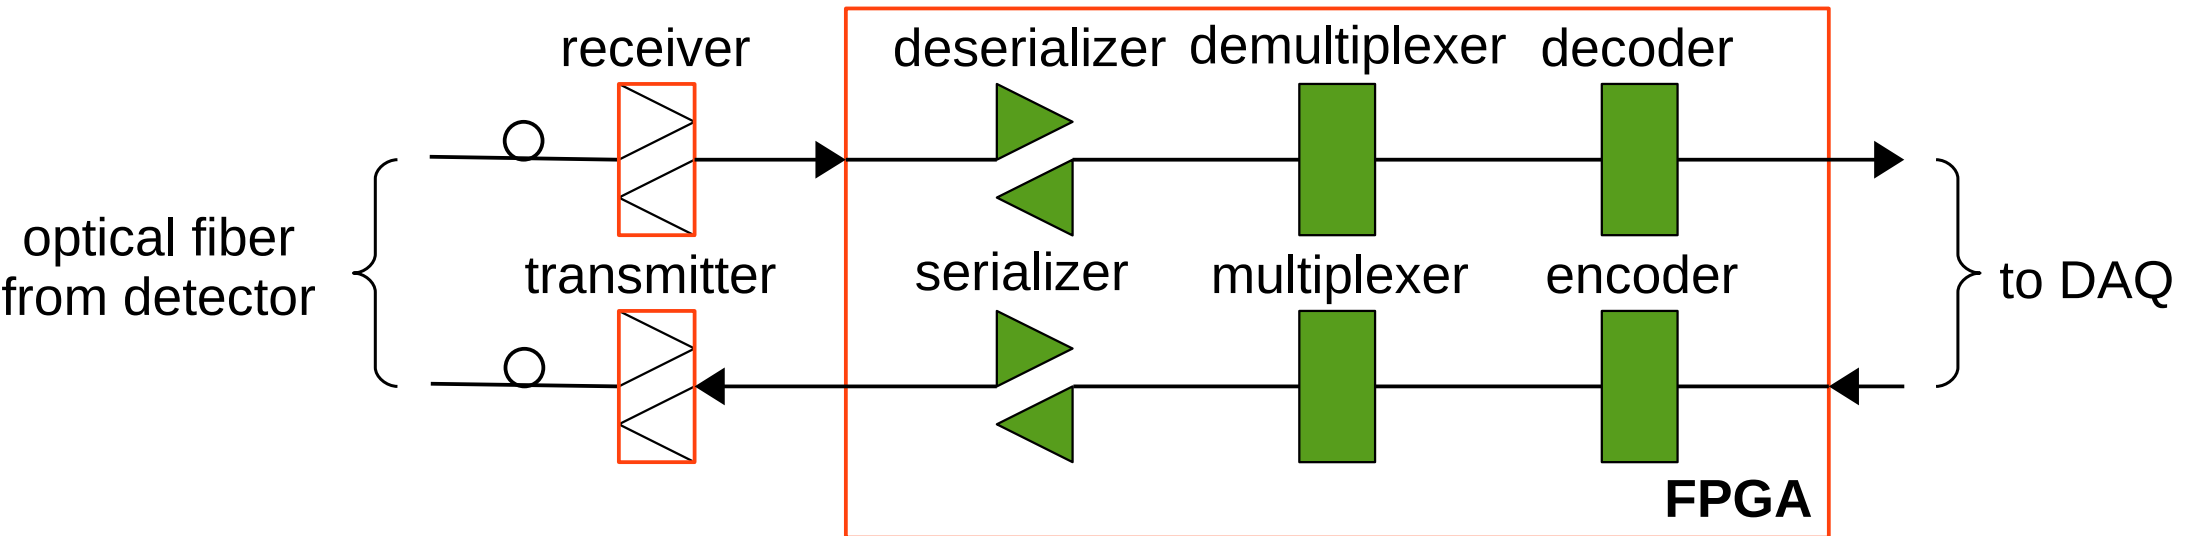 receiver
deserializer
demultiplexer
decoder
optical fiber
from detector
transmitter
serializer
multiplexer
encoder
to DAQ
FPGA